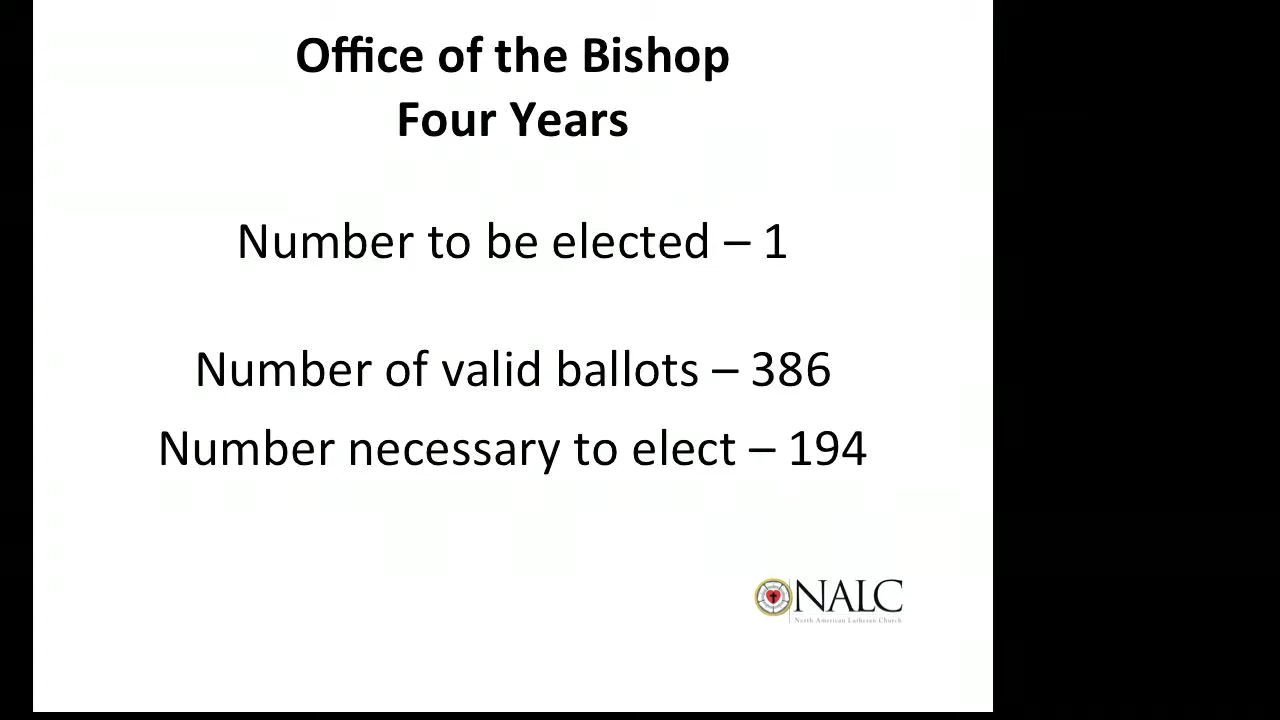 Office of the Bishop
Four Years
Number to be elected – 1
Number of valid ballots – 386
Number necessary to elect – 194
NALC
North American Lutheran Church